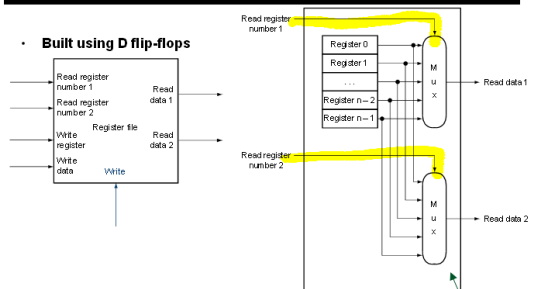 • Built using D flip-flops
Read register
number 1
Read register
number 2
Write
register
Write
data
Register file
Read
data 1
Read
data 2
Write
Read register
number 1
Register 0
Register 1
. . .
Register n – 2
Register n – 1
M
u
x
Read data 1
Read register
number 2
M
u
x
Read data 2